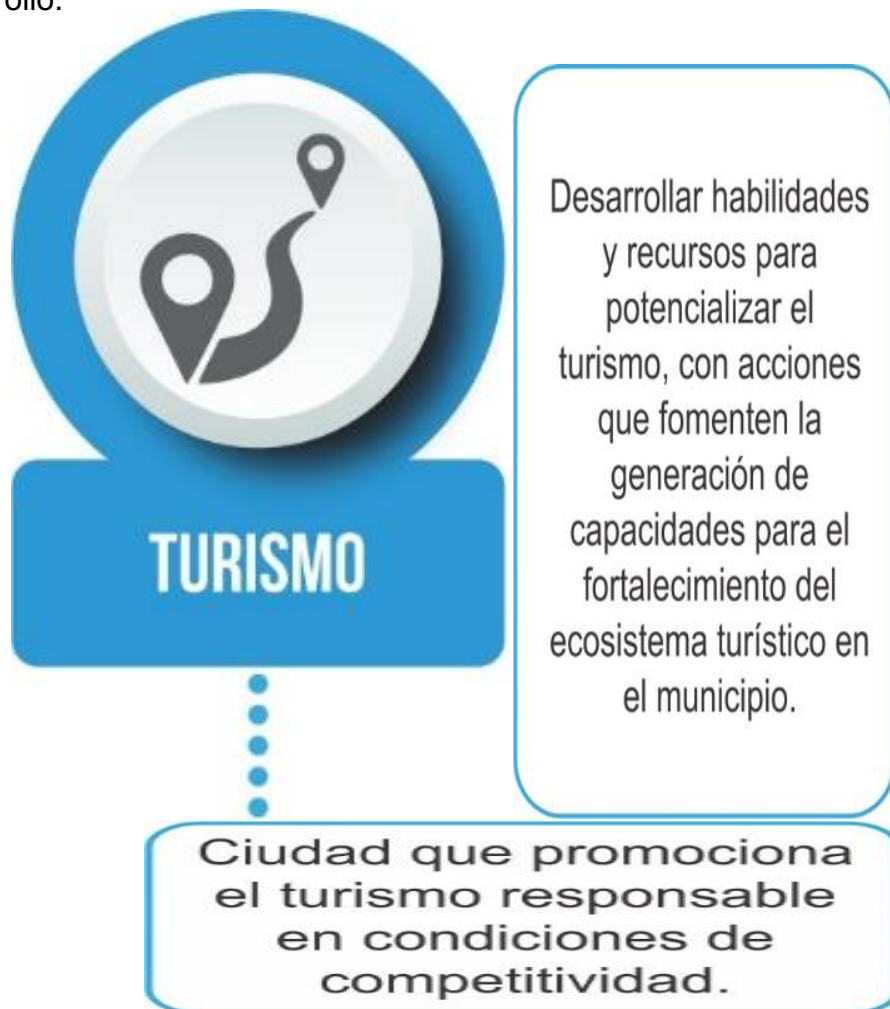 ollo.
Desarrollar habilidades
y recursos para
potencializar el
turismo, con acciones
que fomenten la
generación de
capacidades para el
fortalecimiento del
ecosistema turístico en
el municipio.
TURISMO
Ciudad que promociona
el turismo responsable
en condiciones de
competitividad.